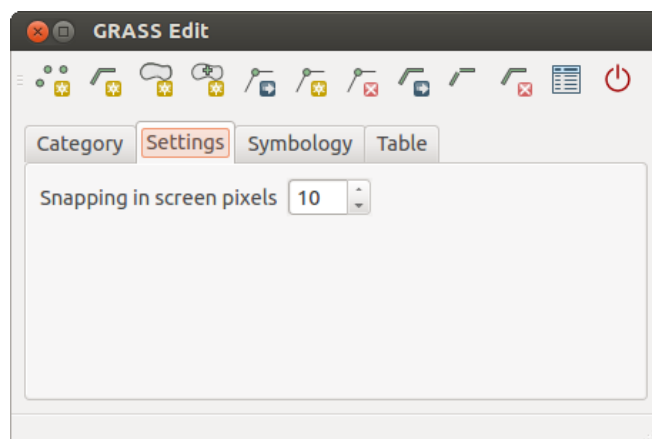 GRASS Edit
Category Settings Symbology Table
Snapping in screen pixels 10